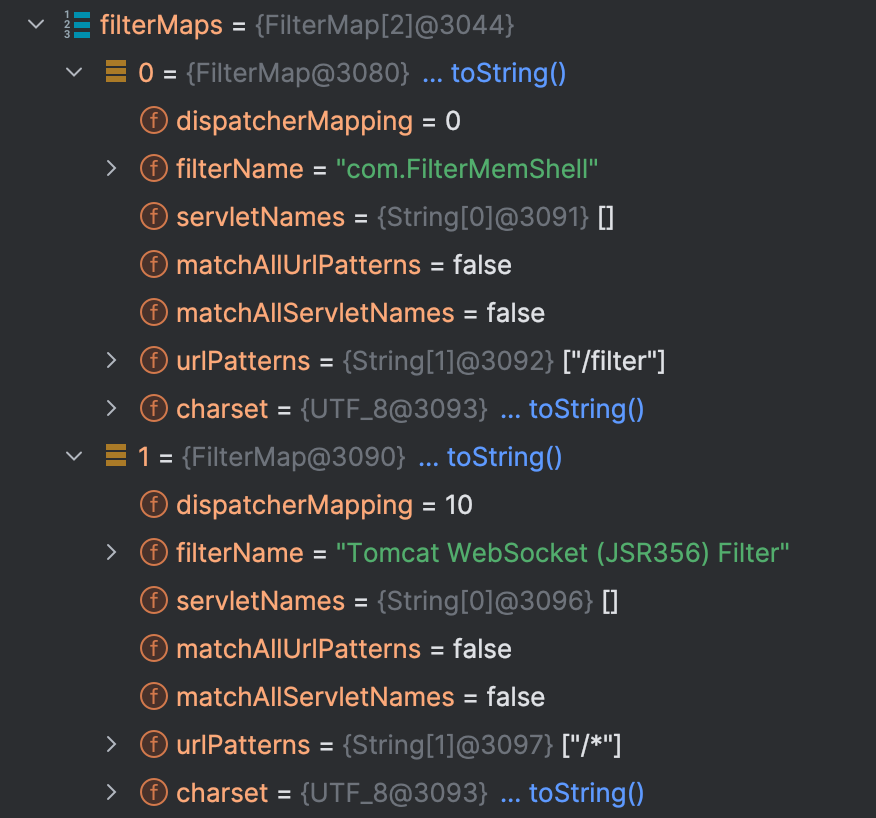 filterMaps = {FilterMap[2]@3044}
0 = {FilterMap@3080} ... toString()
dispatcherMapping = 0
filterName = "com.FilterMemShell"
servletNames = {String[0]@3091} []
matchAllUrlPatterns = false
matchAllServletNames = false
urlPatterns = {String[1]@3092} ["/filter"]
charset = {UTF_8@3093} ... toString()
1 = {FilterMap@3090} ... toString()
dispatcherMapping = 10
filterName = "Tomcat WebSocket (JSR356) Filter"
servletNames = {String[0]@3096} []
matchAllUrlPatterns = false
matchAllServletNames = false
urlPatterns = {String[1]@3097} ["/*"]
charset = {UTF_8@3093} ... toString()